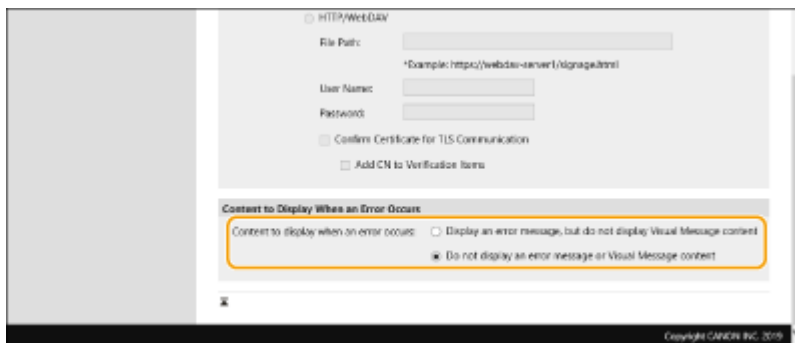 HTTP/WebDAV
File Path:
*Example: https://webdav-server1/signage.html
User Name:
Password:
Confirm Certificate for TLS Communication
Add CN to Verification Items
Content to Display When an Error Occurs
Content to display when an error occurs: Display an error message, but do not display Visual Message content
Do not display an error message or Visual Message content
Copyright CANON INC. 2019